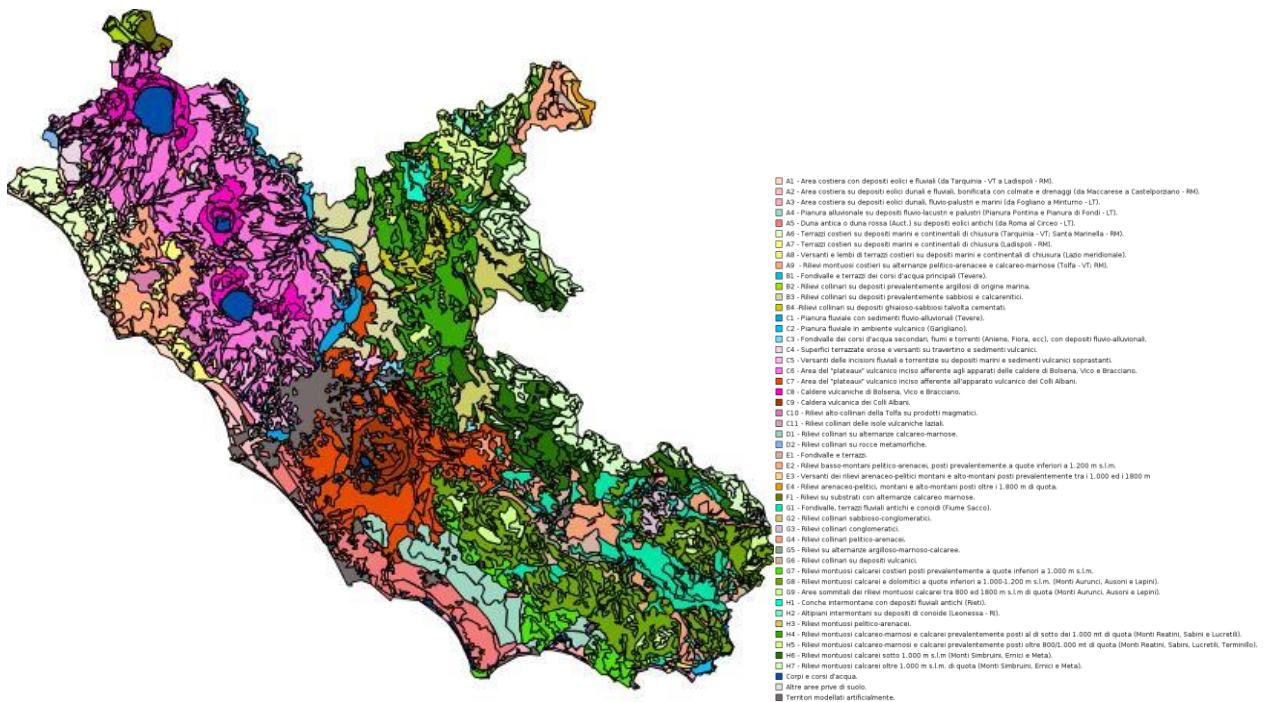 A1 - Area costiera con depositi eolici e fluviali (da Tarquinia - VT a Ladispoli - RM).
A2 - Area costiera su depositi eolici dunali e fluviali, bonificata con colmate e drenaggi (da Maccarese a Castelporziano - RM).
A3 - Area costiera su depositi eolici dunali, fluvio-palustri e marini (da Fogliano a Minturno - LT).
A4 - Pianura alluvionale su depositi fluvio-lacustri e palustri (Pianura Pontina e Pianura di Fondi - LT).
A5 - Duna antica o duna rossa (Auct.) su depositi eolici antichi (da Roma al Circeo - LT).
A6 - Terrazzi costieri su depositi marini e continentali di chiusura (Tarquinia - VT; Santa Marinella - RM).
A7 - Terrazzi costieri su depositi marini e continentali di chiusura (Ladispoli - RM).
A8 - Versanti e lembi di terrazzi costieri su depositi marini e continentali di chiusura (Lazio meridionale).
A9 - Rilievi montuosi costieri su alternanze pelitico-arenacee e calcareo-marnose (Tolfa - VT; RM).
B1 - Fondivalle e terrazzi dei corsi d'acqua principali (Tevere).
B2 - Rilievi collinari su depositi prevalentemente argillosi di origine marina.
B3 - Rilievi collinari su depositi prevalentemente sabbiosi e calcarenitici.
B4 -Rilievi collinari su depositi ghiaioso-sabbiosi talvolta cementati.
C1 - Pianura fluviale con sedimenti fluvio-alluvionali (Tevere).
C2 - Pianura fluviale in ambiente vulcanico (Garigliano).
C3 - Fondivalle dei corsi d'acqua secondari, fiumi e torrenti (Aniene, Fiora, ecc), con depositi fluvio-alluvionali.
C4 - Superfici terrazzate erose e versanti su travertino e sedimenti vulcanici.
C5 - Versanti delle incisioni fluviali e torrentizie su depositi marini e sedimenti vulcanici soprastanti.
C6 - Area del "plateaux" vulcanico inciso afferente agli apparati delle caldere di Bolsena, Vico e Bracciano.
C7 - Area del "plateaux" vulcanico inciso afferente all'apparato vulcanico dei Colli Albani.
C8 - Caldere vulcaniche di Bolsena, Vico e Bracciano.
C9 - Caldera vulcanica dei Colli Albani.
C10 - Rilievi alto-collinari della Tolfa su prodotti magmatici.
C11 - Rilievi collinari delle isole vulcaniche laziali.
D1 - Rilievi collinari su alternanze calcareo-marnose.
D2 - Rilievi collinari su rocce metamorfiche.
E1 - Fondivalle e terrazzi.
E2 - Rilievi basso-montani pelitico-arenacei, posti prevalentemente a quote inferiori a 1.200 m s.l.m.
E3 - Versanti dei rilievi arenaceo-pelitici montani e alto-montani posti prevalentemente tra i 1.000 ed i 1800 m
E4 - Rilievi arenaceo-pelitici, montani e alto-montani posti oltre i 1.800 m di quota.
F1 - Rilievi su substrati con alternanze calcareo marnose.
G1 - Fondivalle, terrazzi fluviali antichi e conoidi (Fiume Sacco).
G2 - Rilievi collinari sabbioso-conglomeratici.
G3 - Rilievi collinari conglomeratici.
G4 - Rilievi collinari pelitico-arenacei.
G5 - Rilievi su alternanze argilloso-marnoso-calcaree.
G6 - Rilievi collinari su depositi vulcanici.
G7 - Rilievi montuosi calcarei costieri posti prevalentemente a quote inferiori a 1.000 m s.l.m.
G8 - Rilievi montuosi calcarei e dolomitici a quote inferiori a 1.000-1.200 m s.l.m. (Monti Aurunci, Ausoni e Lepini).
G9 - Aree sommitali dei rilievi montuosi calcarei tra 800 ed 1800 m s.l.m di quota (Monti Aurunci, Ausoni e Lepini).
H1 - Conche intermontane con depositi fluviali antichi (Rieti).
H2 - Altipiani intermontani su depositi di conoide (Leonessa - RI).
H3 - Rilievi montuosi pelitico-arenacei.
H4 - Rilievi montuosi calcareo-marnosi e calcarei prevalentemente posti al di sotto dei 1.000 mt di quota (Monti Reatini, Sabini e Lucretili).
H5 - Rilievi montuosi calcareo-marnosi e calcarei prevalentemente posti oltre 800/1.000 mt di quota (Monti Reatini, Sabini, Lucretili, Terminillo).
H6 - Rilievi montuosi calcarei sotto 1.000 m s.l.m (Monti Simbruini, Ernici e Meta).
H7 - Rilievi montuosi calcarei oltre 1.000 m s.l.m. di quota (Monti Simbruini, Ernici e Meta).
Corpi e corsi d'acqua.
Altre aree prive di suolo.
Territori modellati artificialmente.